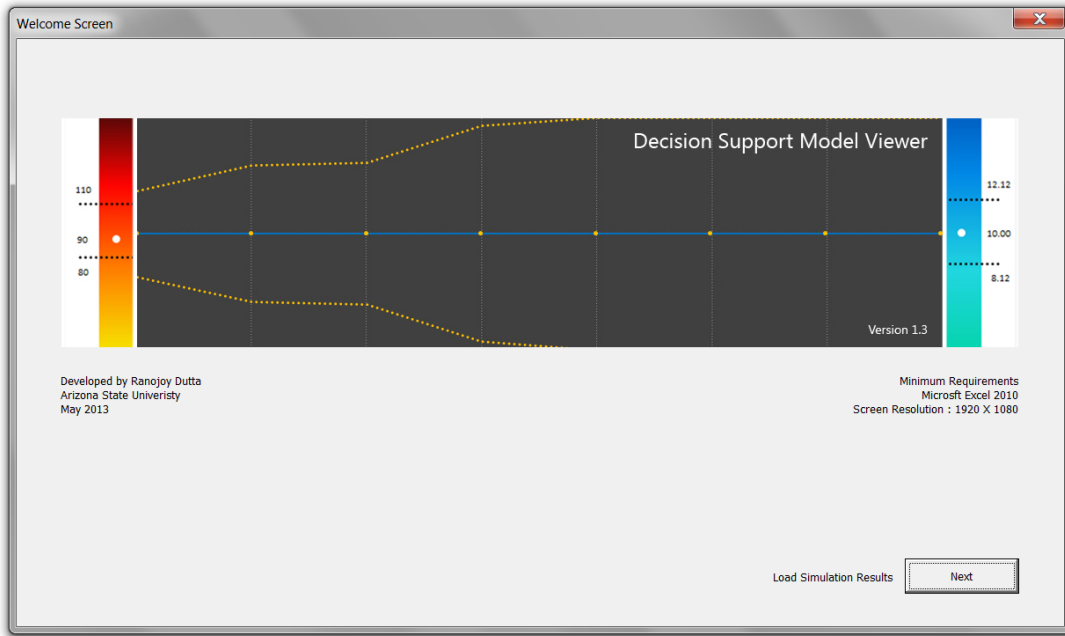 Welcome Screen
Decision Support Model Viewer
110
90
80
12.12
10.00
8.12
Version 1.3
Developed by Ranojoy Dutta
Arizona State Univeristy
May 2013
Minimum Requirements
Microsft Excel 2010
Screen Resolution : 1920 X 1080
Load Simulation Results
Next